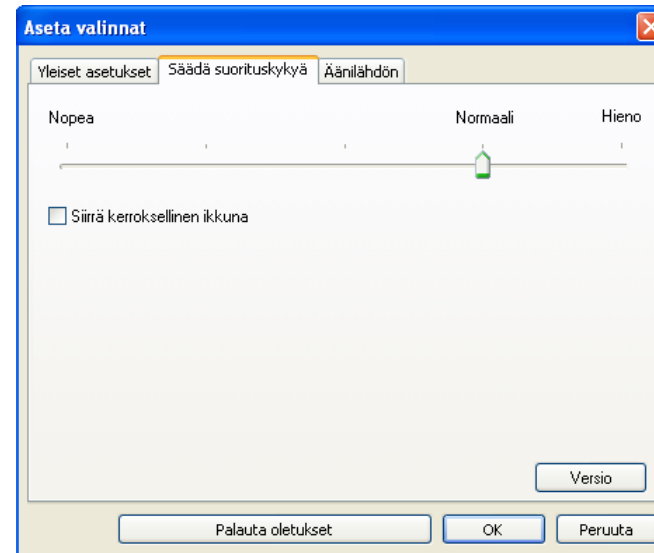 Aseta valinnat
Yleiset asetukset Säädä suorituskykyä Äänilähdön
Nopea Normaali Hieno
Siirrä kerroksellinen ikkuna
Versio
Palauta oletukset OK Peruuta